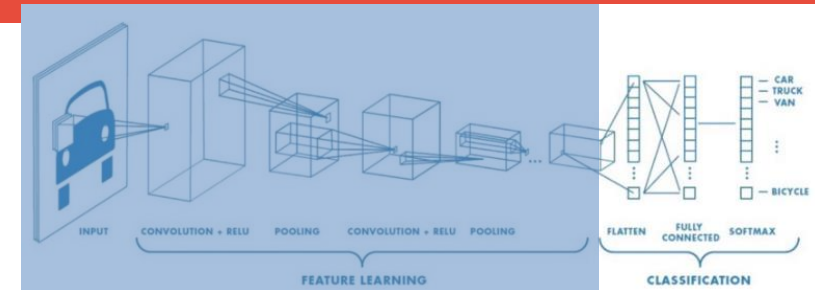 CAR
TRUCK
VAN
BICYCLE
INPUT
CONVOLUTION + RELU
POOLING
CONVOLUTION + RELU
POOLING
FLATTEN
FULLY
CONNECTED
SOFTMAX
FEATURE LEARNING
CLASSIFICATION